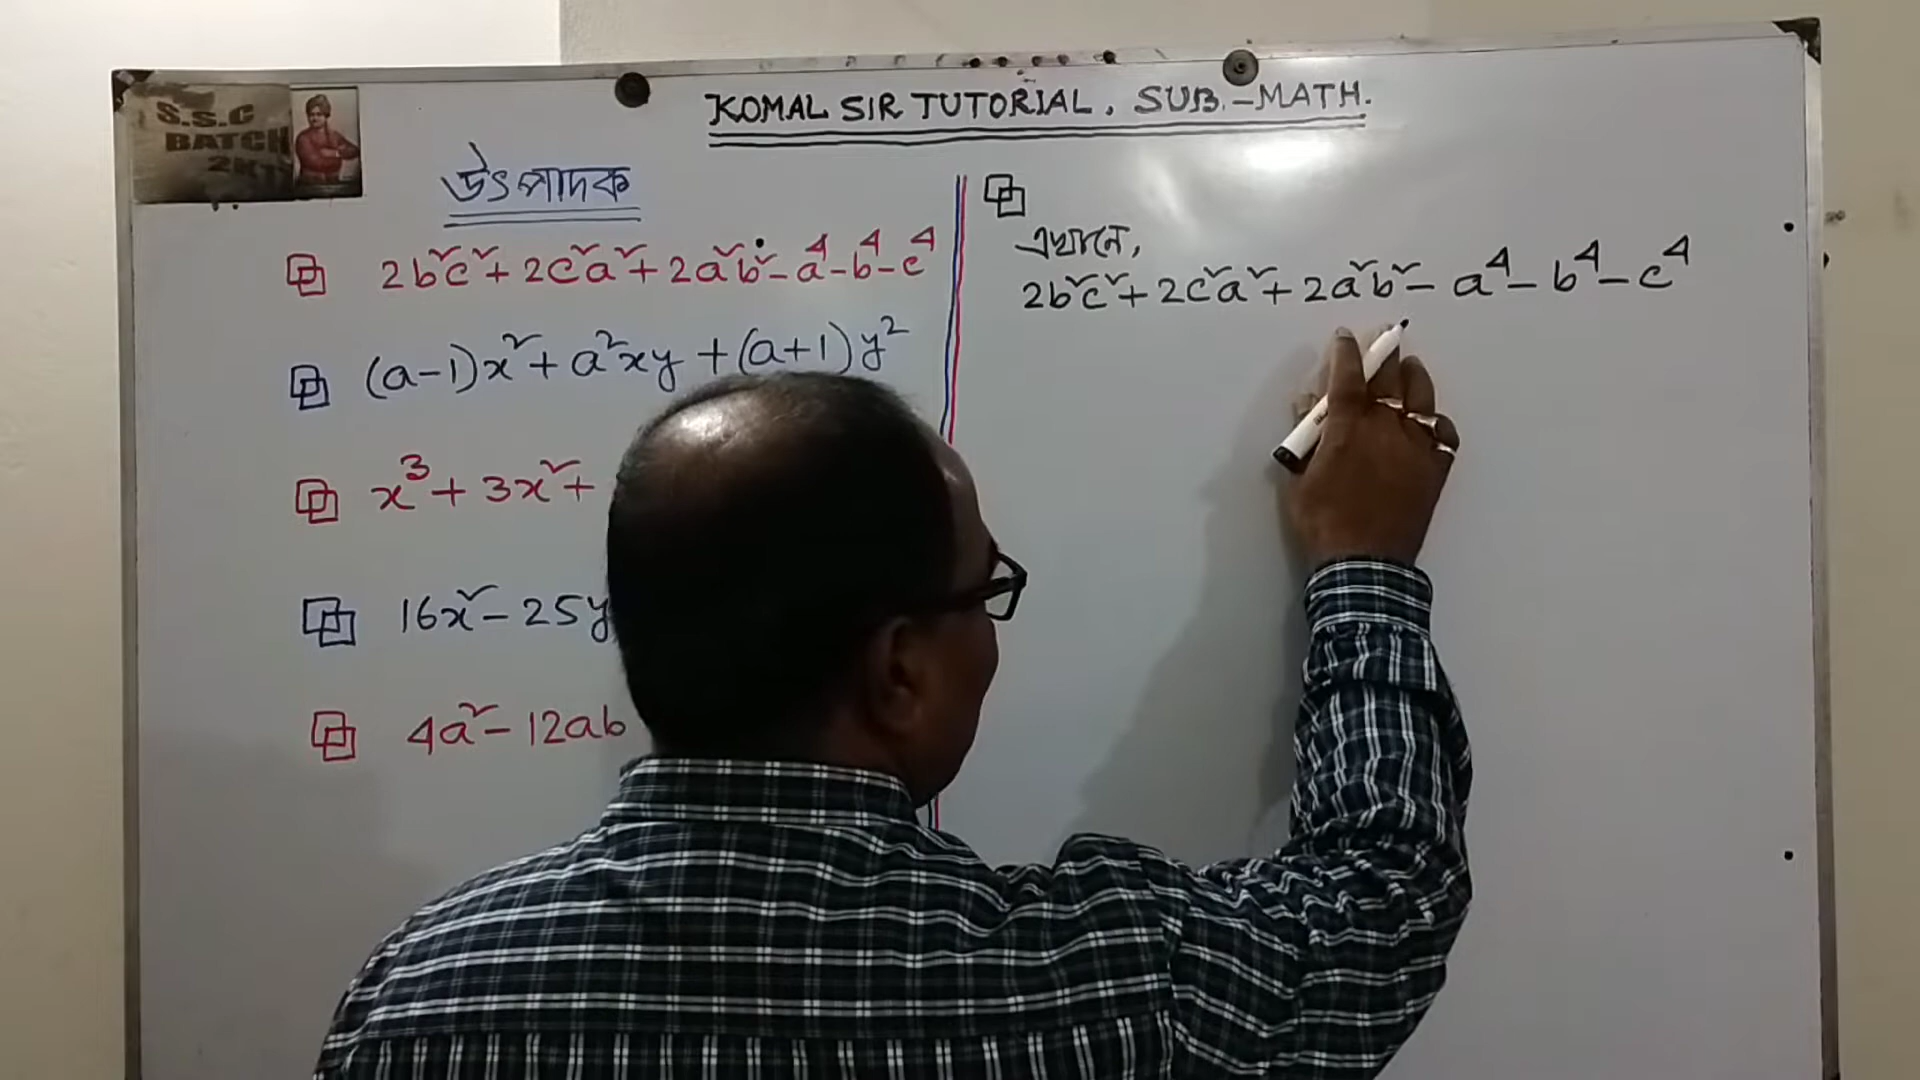 KOMAL SIR TUTORIAL, SUB.-MATH.
S.S.C
BATCH
উৎপাদক
2b²c²+2c²a²+2a²b²-a⁴-b⁴-c⁴
(a-1)x²+a²xy+(a+1)y²
x³+3x²+
16x²-25y
4a²-12ab
এখানে,
2b²c²+2c²a²+2a²b²-a⁴-b⁴-c⁴